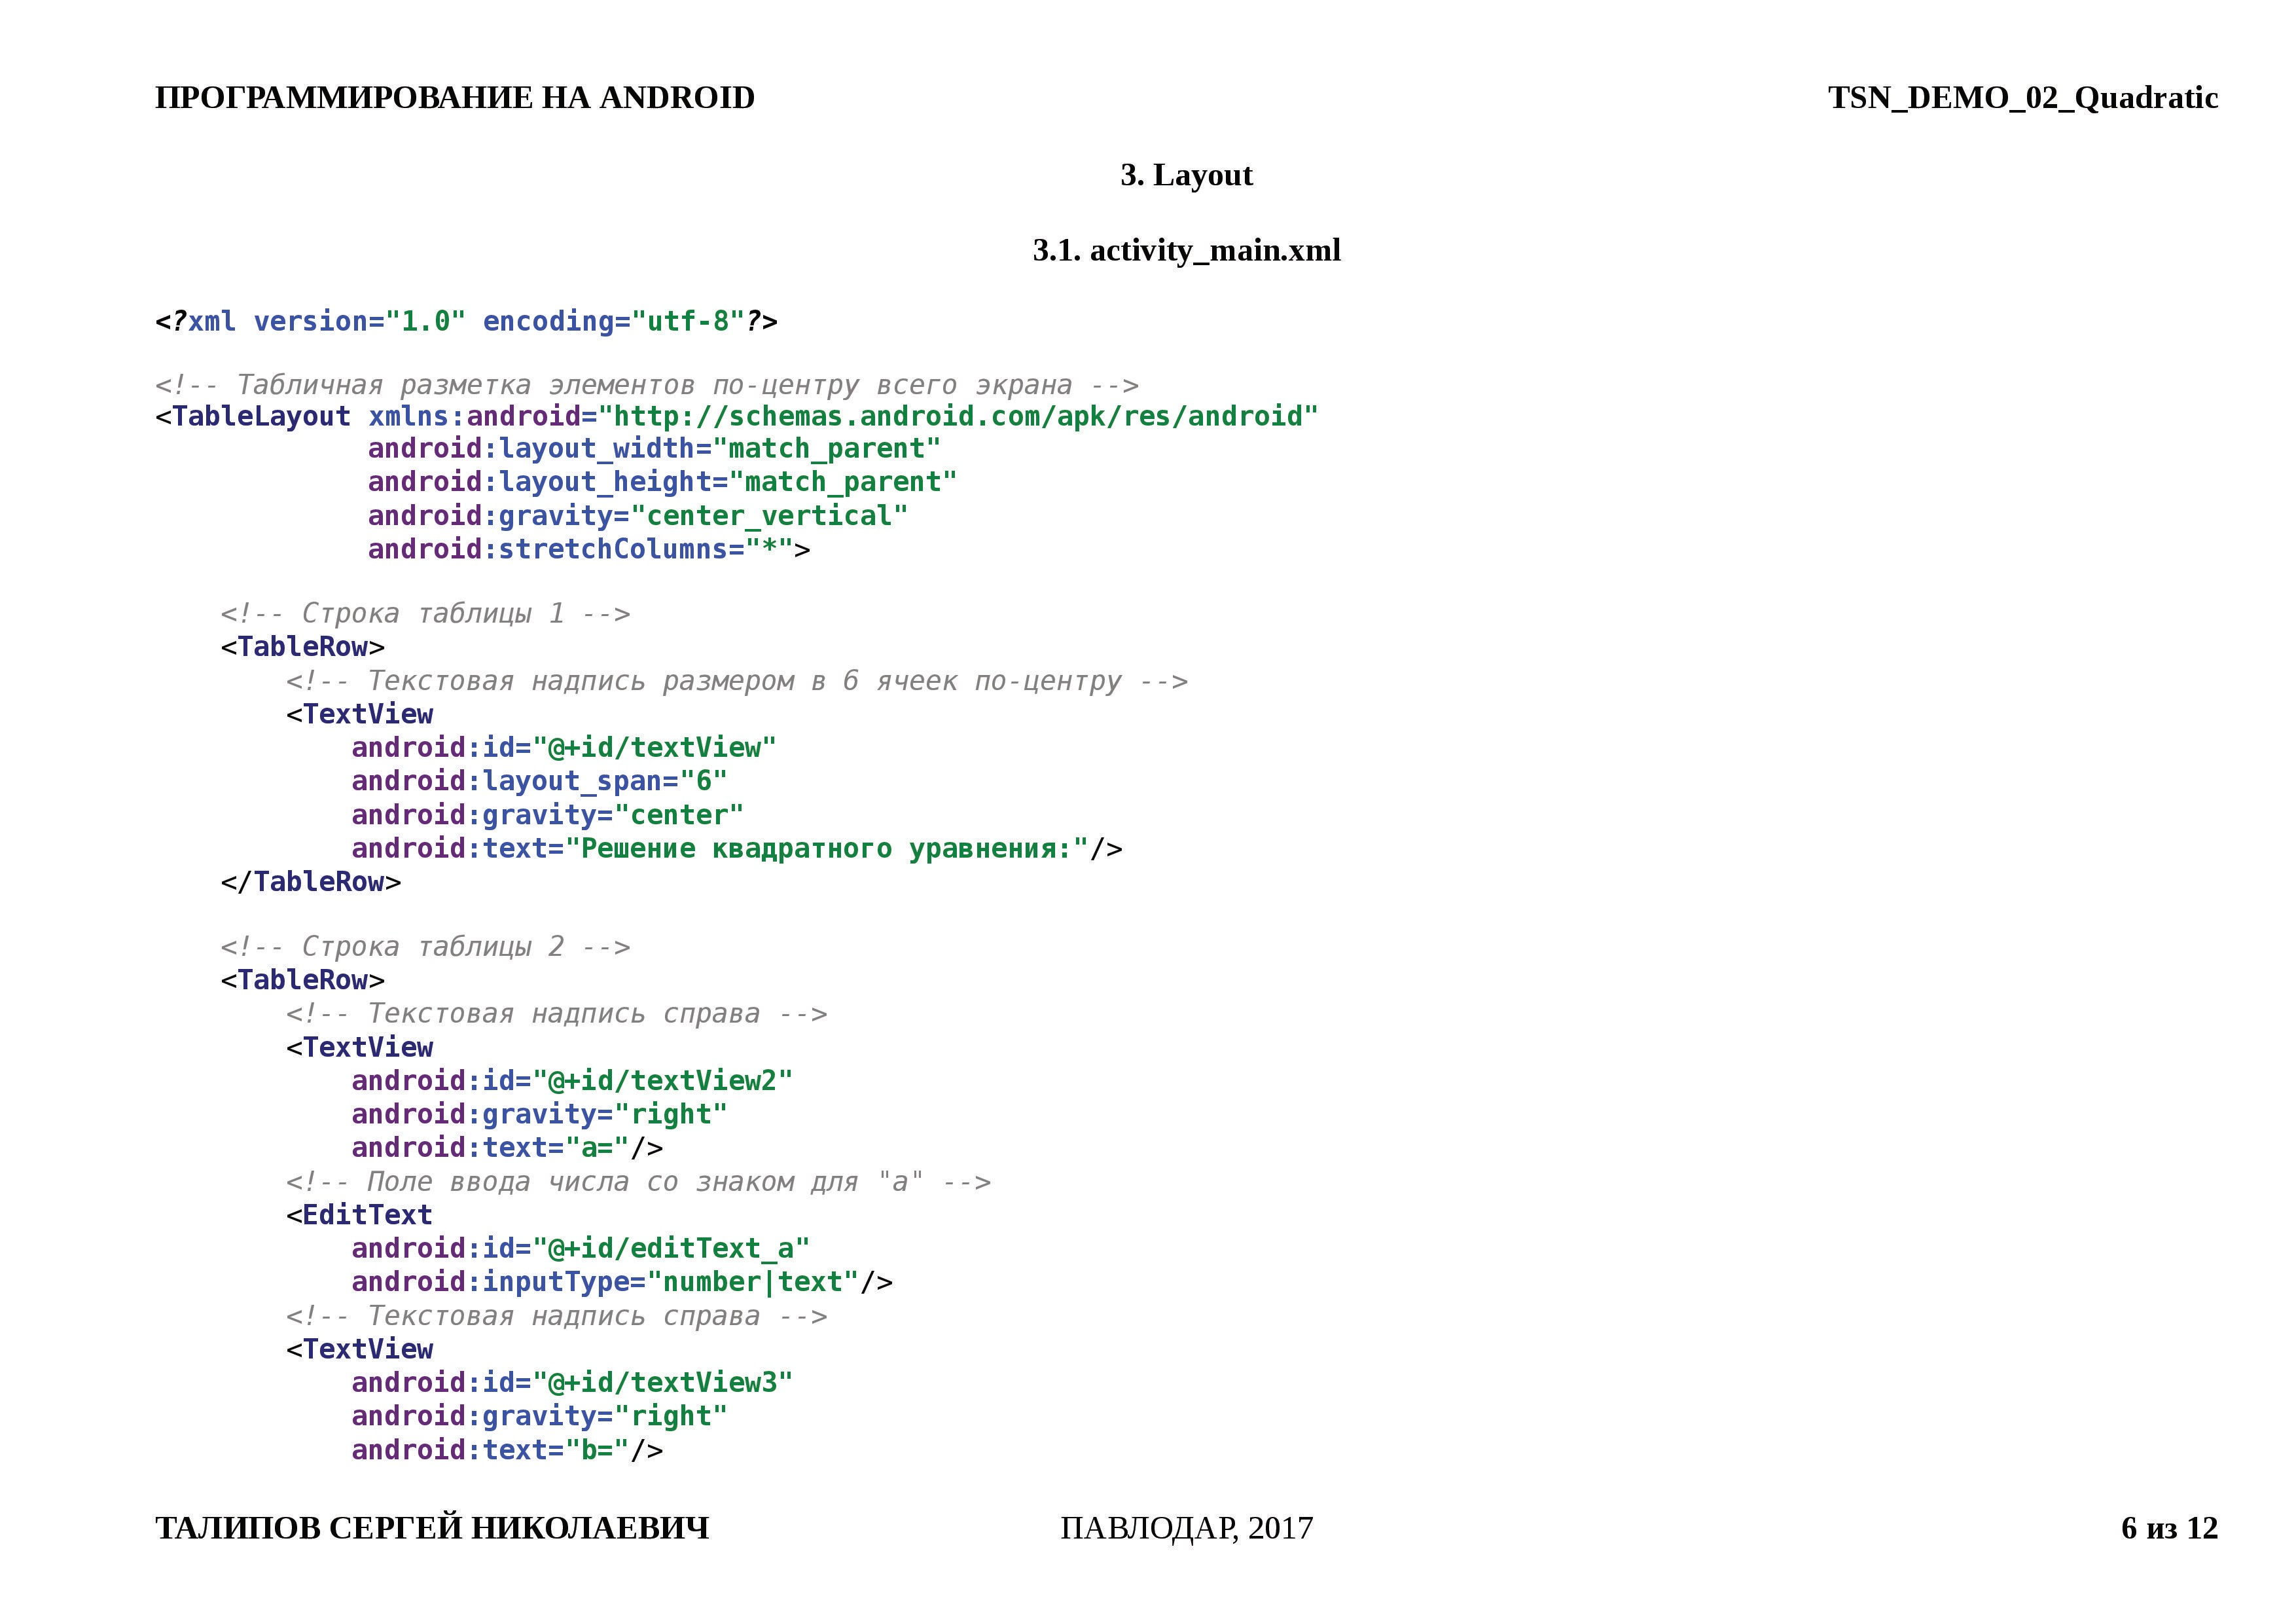 ПРОГРАММИРОВАНИЕ НА ANDROID TSN_DEMO_02_Quadratic
3. Layout
3.1. activity_main.xml
<?xml version="1.0" encoding="utf-8"?>
<!-- Табличная разметка элементов по-центру всего экрана -->
<TableLayout xmlns:android="http://schemas.android.com/apk/res/android"
android:layout_width="match_parent"
android:layout_height="match_parent"
android:gravity="center_vertical"
android:stretchColumns="*">
<!-- Строка таблицы 1 -->
<TableRow>
<!-- Текстовая надпись размером в 6 ячеек по-центру -->
<TextView
android:id="@+id/textView"
android:layout_span="6"
android:gravity="center"
android:text="Решение квадратного уравнения:"/>
</TableRow>
<!-- Строка таблицы 2 -->
<TableRow>
<!-- Текстовая надпись справа -->
<TextView
android:id="@+id/textView2"
android:gravity="right"
android:text="a="/>
<!-- Поле ввода числа со знаком для "a" -->
<EditText
android:id="@+id/editText_a"
android:inputType="number|text"/>
<!-- Текстовая надпись справа -->
<TextView
android:id="@+id/textView3"
android:gravity="right"
android:text="b="/>
ТАЛИПОВ СЕРГЕЙ НИКОЛАЕВИЧ ПАВЛОДАР, 2017 6 из 12